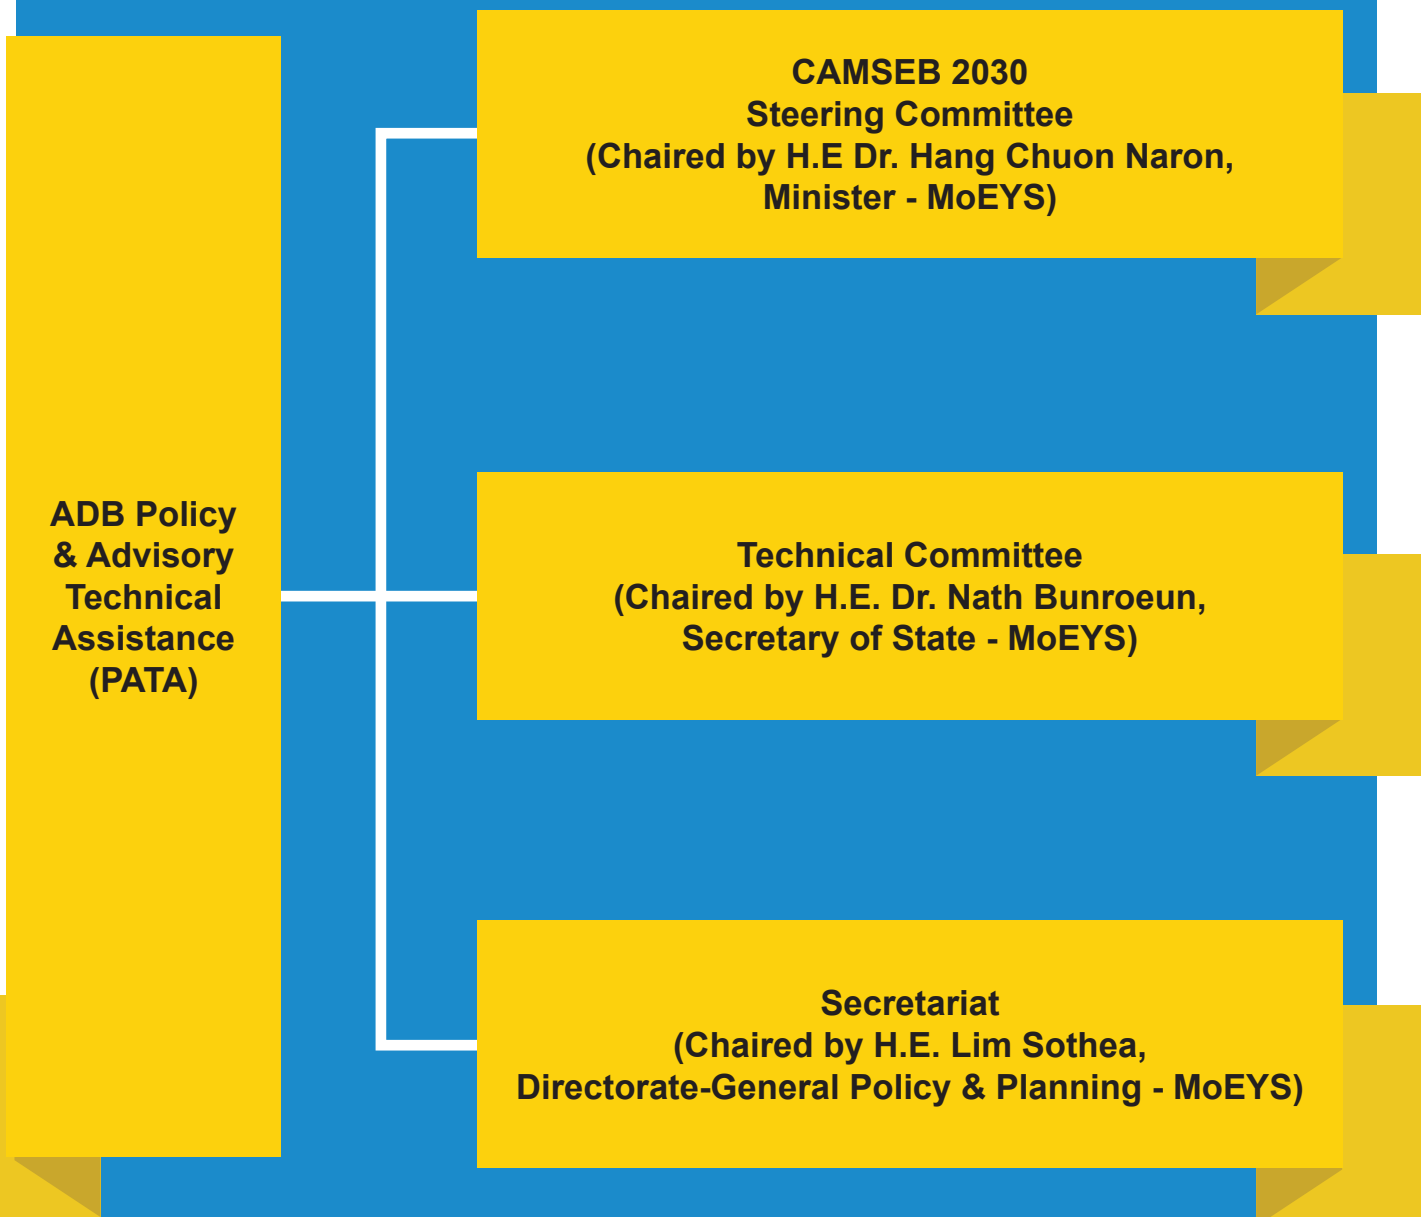 ADB Policy
& Advisory
Technical
Assistance
(PATA)
CAMSEB 2030
Steering Committee
(Chaired by H.E Dr. Hang Chuon Naron,
Minister - MoEYS)
Technical Committee
(Chaired by H.E. Dr. Nath Bunroeun,
Secretary of State - MoEYS)
Secretariat
(Chaired by H.E. Lim Sothea,
Directorate-General Policy & Planning - MoEYS)